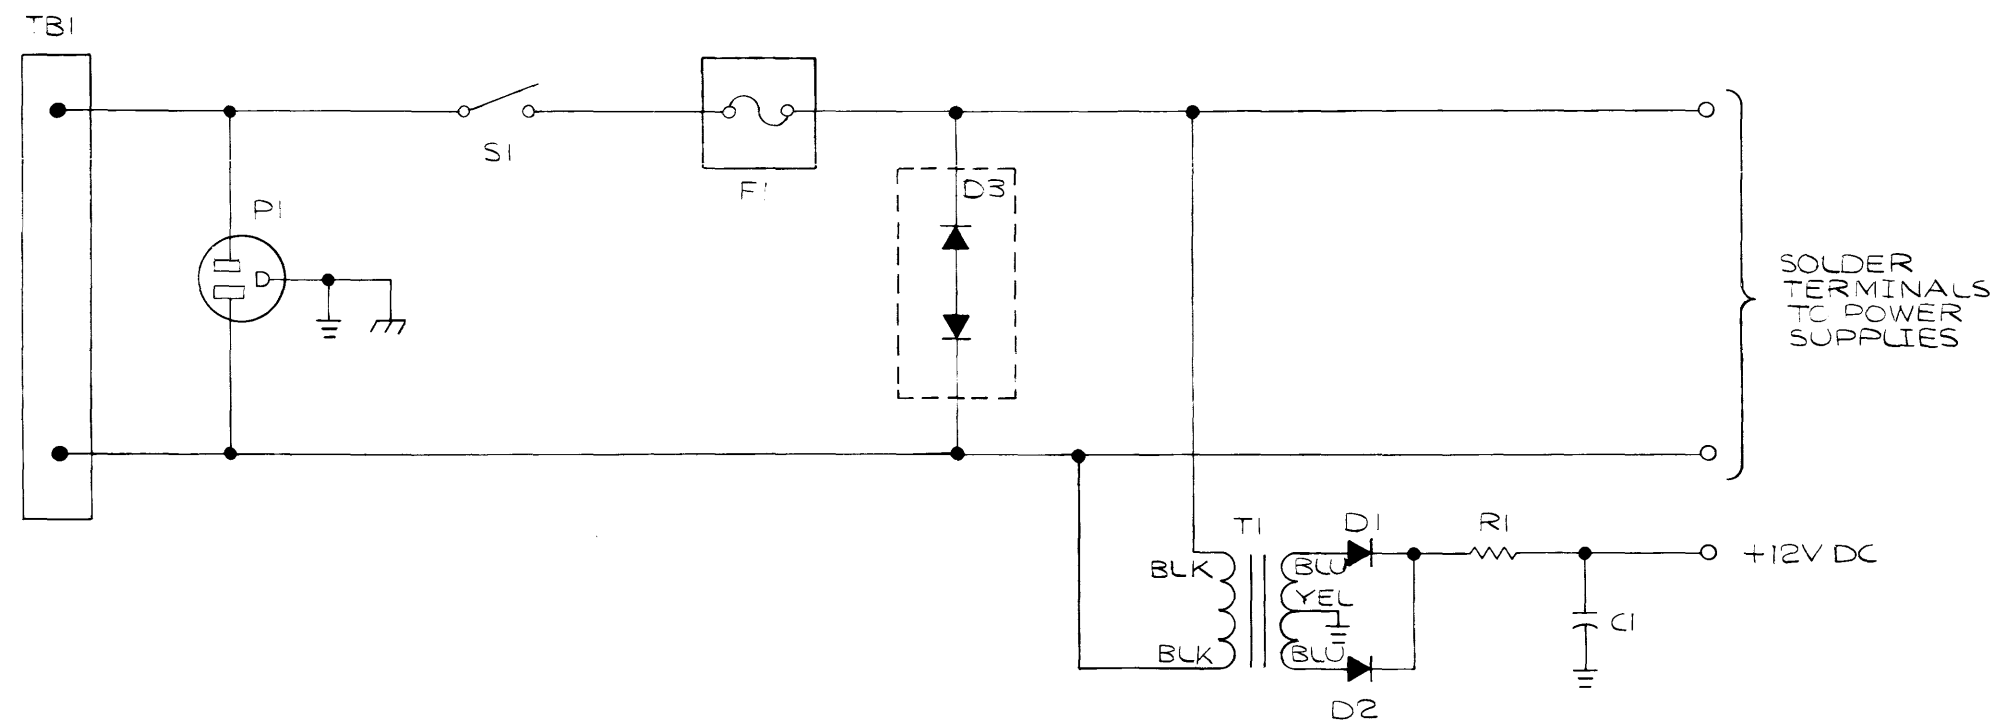 TB1
S1
F1
D3
P1
SOLDER
TERMINALS
TO POWER
SUPPLIES
T1
D1
R1
+12V DC
BLK
BLU
YEL
C1
BLK
BLU
D2